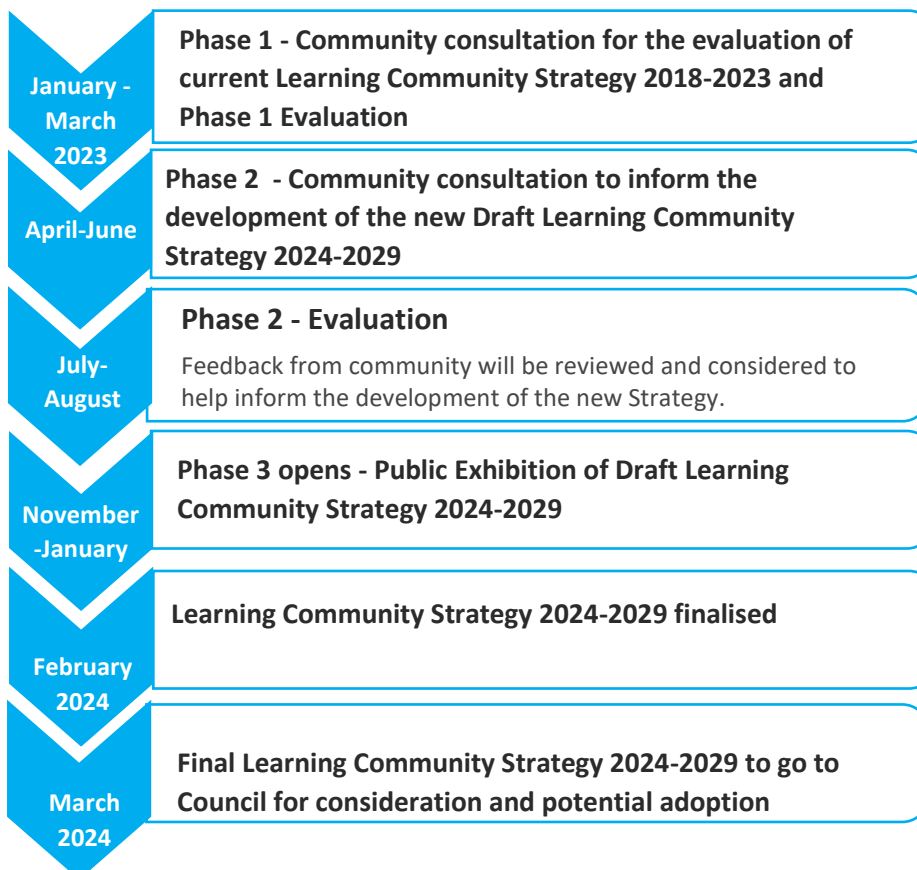 January -
March
2023
Phase 1 - Community consultation for the evaluation of
current Learning Community Strategy 2018-2023 and
Phase 1 Evaluation
April-June
Phase 2 - Community consultation to inform the
development of the new Draft Learning Community
Strategy 2024-2029
July-
August
Phase 2 - Evaluation
Feedback from community will be reviewed and considered to
help inform the development of the new Strategy.
November
-January
Phase 3 opens - Public Exhibition of Draft Learning
Community Strategy 2024-2029
February
2024
Learning Community Strategy 2024-2029 finalised
March
2024
Final Learning Community Strategy 2024-2029 to go to
Council for consideration and potential adoption